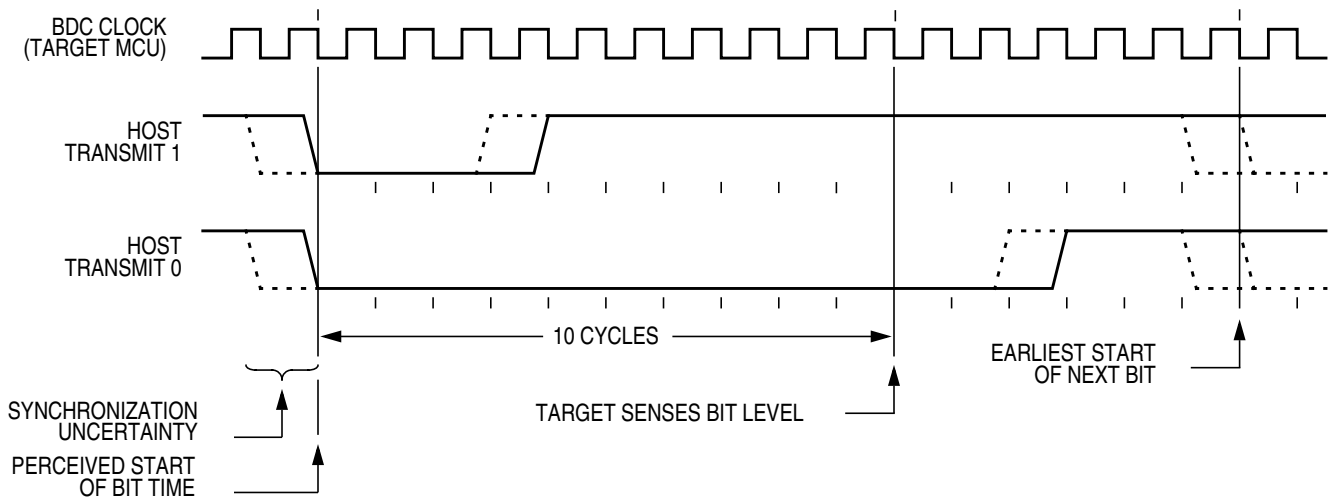 BDC CLOCK
(TARGET MCU)
HOST
TRANSMIT 1
HOST
TRANSMIT 0
10 CYCLES
EARLIEST START
OF NEXT BIT
SYNCHRONIZATION
UNCERTAINTY
TARGET SENSES BIT LEVEL
PERCEIVED START
OF BIT TIME